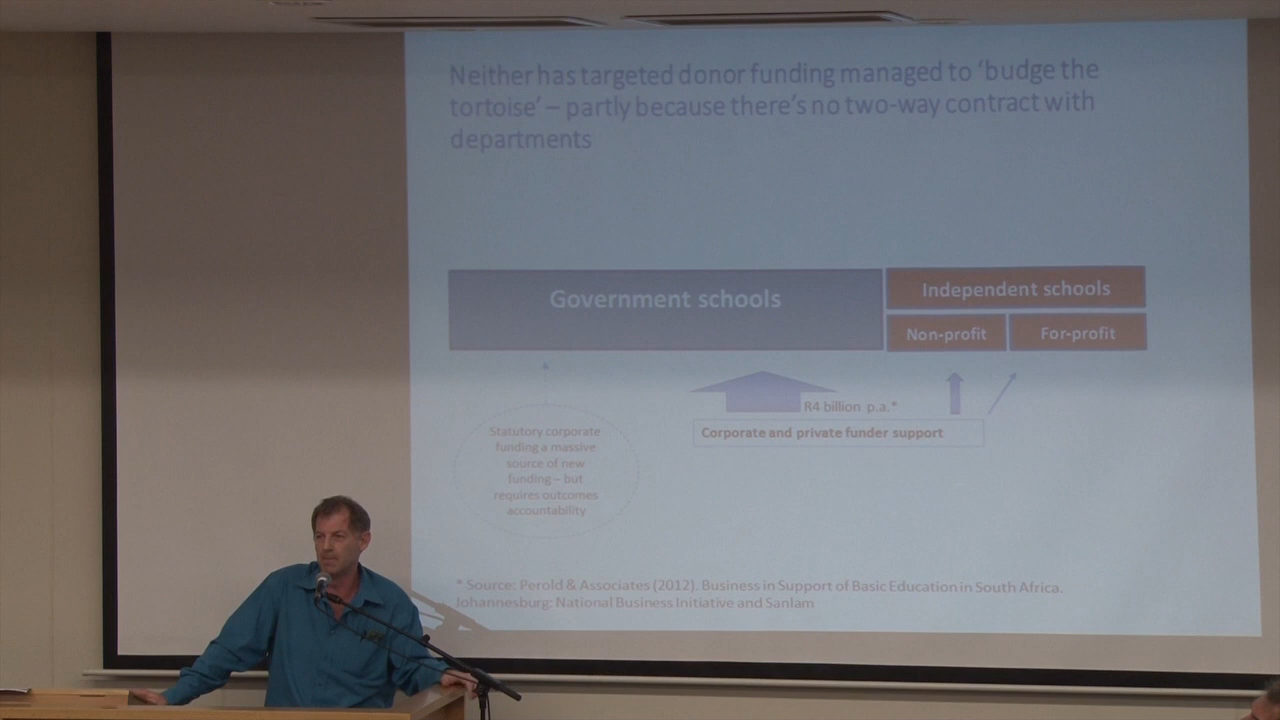 Neither has targeted donor funding managed to ‘budge the
tortoise’ – partly because there’s no two-way contract with
departments
Government schools
Independent schools
Non-profit
For-profit
R4 billion p.a.*
Corporate and private funder support
Statutory corporate
funding a massive
source of new
funding – but
requires outcomes
accountability
* Source: Perold & Associates (2012). Business in Support of Basic Education in South Africa.
Johannesburg: National Business Initiative and Sanlam